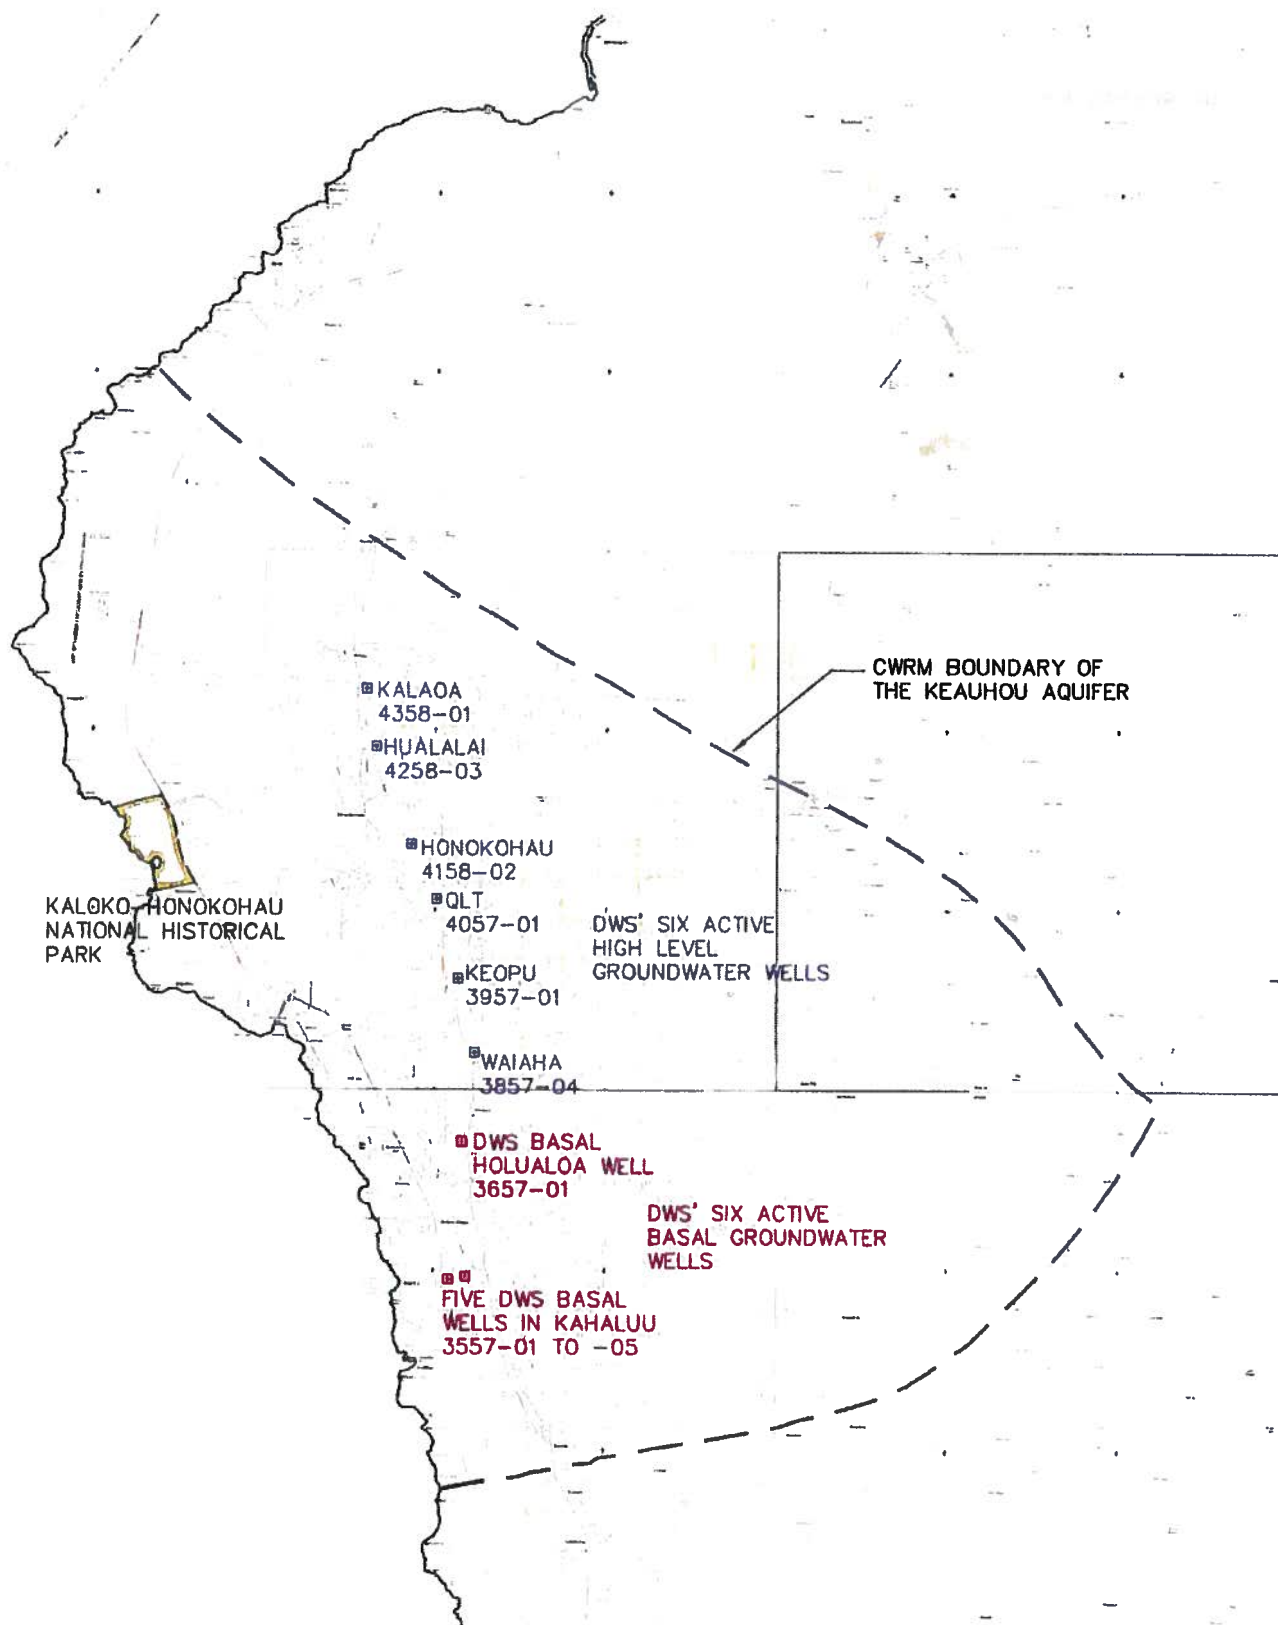 CWRM BOUNDARY OF
THE KEAUHOU AQUIFER
KALAOA
4358-01
HUALALAI
4258-03
HONOKOHAU
4158-02
QLT
4057-01
KALOKO-HONOKOHAU
NATIONAL HISTORICAL
PARK
DWS' SIX ACTIVE
HIGH LEVEL
GROUNDWATER WELLS
KEOPU
3957-01
WAIAHA
3857-04
DWS BASAL
HOLUALOA WELL
3657-01
DWS' SIX ACTIVE
BASAL GROUNDWATER
WELLS
FIVE DWS BASAL
WELLS IN KAHALUU
3557-01 TO -05